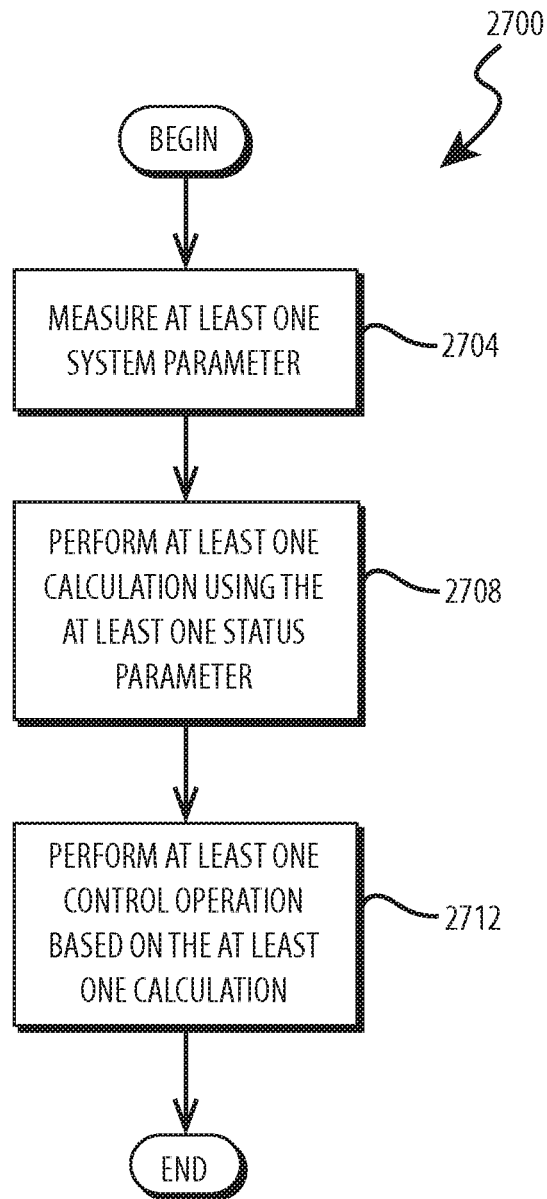 2700
BEGIN
MEASURE AT LEAST ONE
SYSTEM PARAMETER
2704
PERFORM AT LEAST ONE
CALCULATION USING THE
AT LEAST ONE STATUS
PARAMETER
2708
PERFORM AT LEAST ONE
CONTROL OPERATION
BASED ON THE AT LEAST
ONE CALCULATION
2712
END